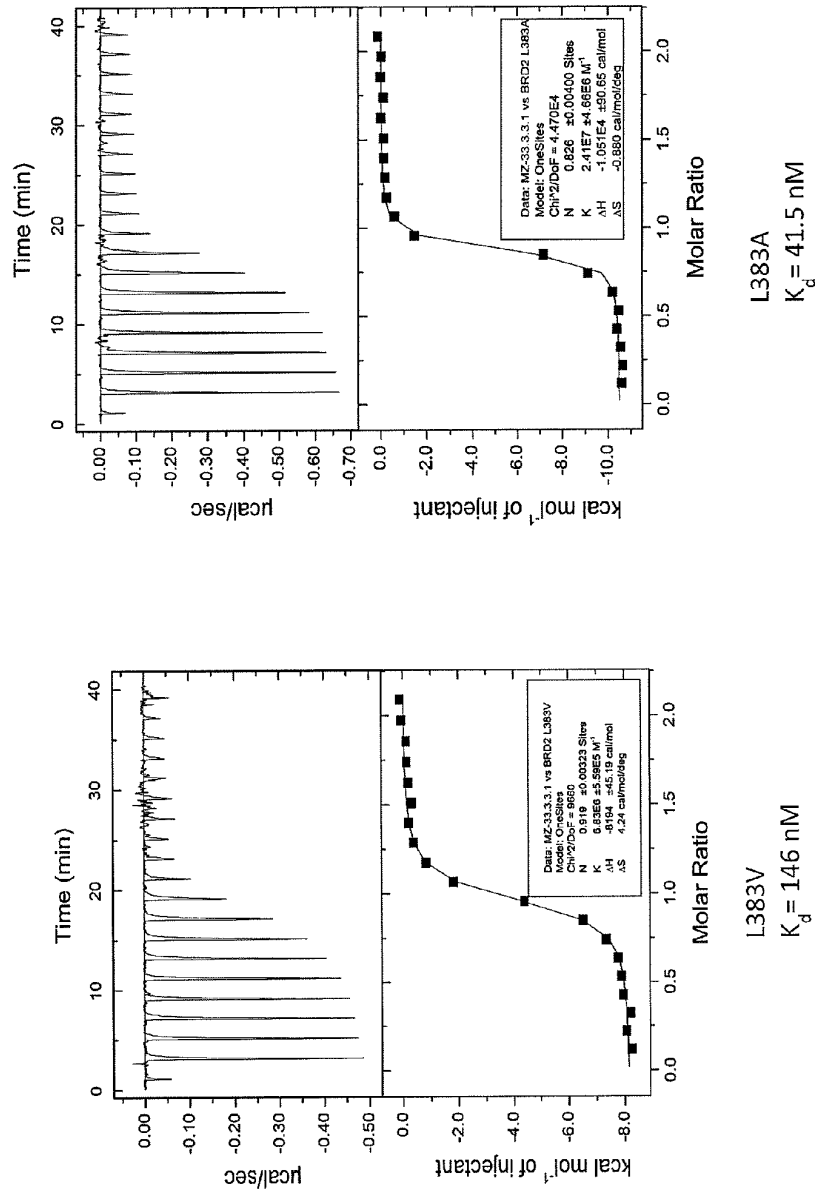 Time (min)
0 10 20 30 40
0.00
-0.10
-0.20
-0.30
-0.40
-0.50
µcal/sec
0.0
-2.0
-4.0
-6.0
-8.0
kcal mol⁻¹ of injectant
Data: MZ-33.3.3.1 vs BRD2 L383V
Model: OneSites
Chi^2/DoF = 9660
N 0.919 ±0.00323 Sites
K 6.83E6 ±5.59E5 M⁻¹
ΔH -8194 ±45.19 cal/mol
ΔS 4.24 cal/mol/deg
0.0 0.5 1.0 1.5 2.0
Molar Ratio
L383V
Kd = 146 nM
Time (min)
0 10 20 30 40
0.00
-0.10
-0.20
-0.30
-0.40
-0.50
-0.60
-0.70
µcal/sec
0.0
-2.0
-4.0
-6.0
-8.0
-10.0
kcal mol⁻¹ of injectant
Data: MZ-33.3.3.1 vs BRD2 L383A
Model: OneSites
Chi^2/DoF = 4.470E4
N 0.826 ±0.00400 Sites
K 2.41E7 ±4.66E6 M⁻¹
ΔH -1.051E4 ±90.65 cal/mol
ΔS -0.880 cal/mol/deg
0.0 0.5 1.0 1.5 2.0
Molar Ratio
L383A
Kd = 41.5 nM